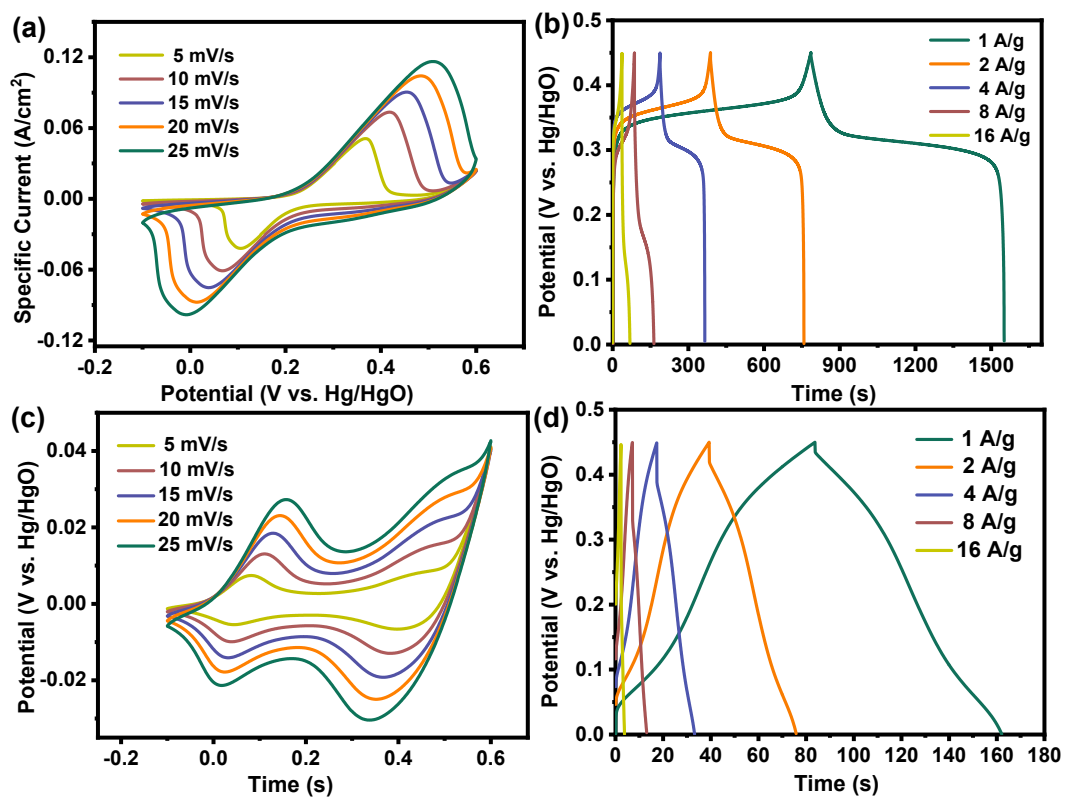 (a)
5 mV/s
10 mV/s
15 mV/s
20 mV/s
25 mV/s
Specific Current (A/cm2)
0.12
0.06
0.00
-0.06
-0.12
-0.2
0.0
0.2
0.4
0.6
Potential (V vs. Hg/HgO)
(b)
1 A/g
2 A/g
4 A/g
8 A/g
16 A/g
Potential (V vs. Hg/HgO)
0.5
0.4
0.3
0.2
0.1
0.0
0
300
600
900
1200
1500
Time (s)
(c)
5 mV/s
10 mV/s
15 mV/s
20 mV/s
25 mV/s
Potential (V vs. Hg/HgO)
0.04
0.02
0.00
-0.02
-0.2
0.0
0.2
0.4
0.6
Time (s)
(d)
1 A/g
2 A/g
4 A/g
8 A/g
16 A/g
Potential (V vs. Hg/HgO)
0.5
0.4
0.3
0.2
0.1
0.0
0
20
40
60
80
100
120
140
160
180
Time (s)